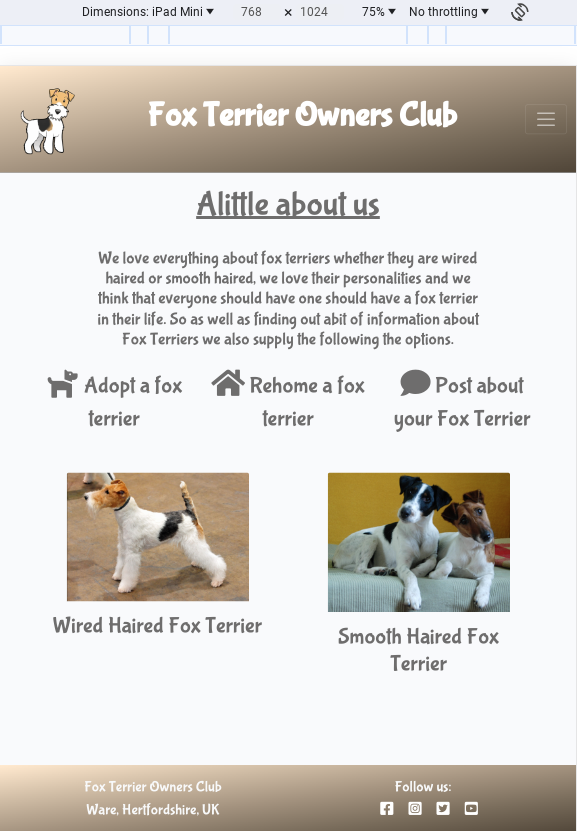 Dimensions: iPad Mini 768 × 1024 75% No throttling
Fox Terrier Owners Club
Alittle about us
We love everything about fox terriers whether they are wired
haired or smooth haired, we love their personalities and we
think that everyone should have one should have a fox terrier
in their life. So as well as finding out abit of information about
Fox Terriers we also supply the following the options.
Adopt a fox
terrier
Rehome a fox
terrier
Post about
your Fox Terrier
Wired Haired Fox Terrier
Smooth Haired Fox
Terrier
Fox Terrier Owners Club
Ware, Hertfordshire, UK
Follow us: